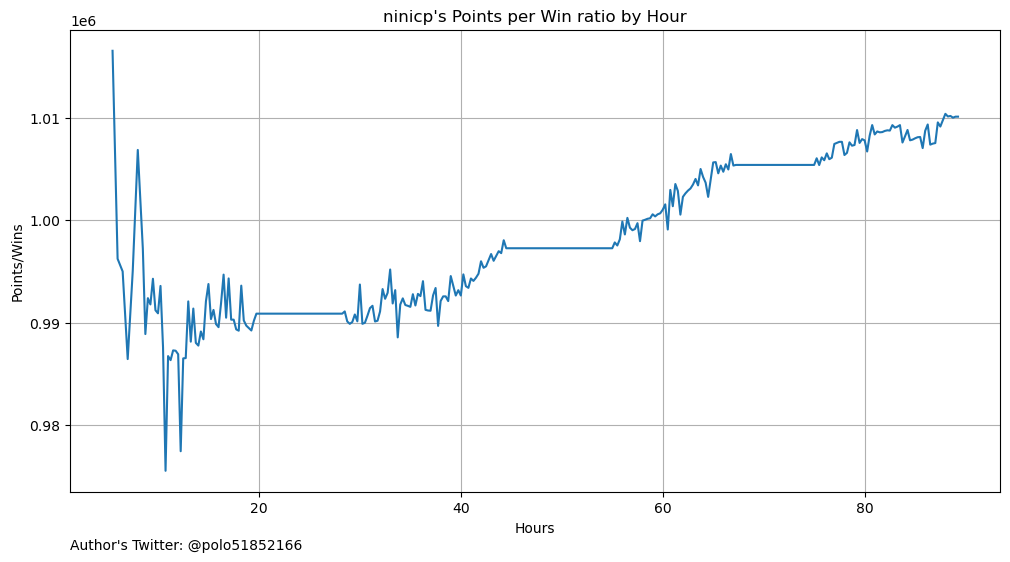 ninicp's Points per Win ratio by Hour
1e6
1.01
1.00
0.99
0.98
Points/Wins
20 40 60 80
Hours
Author's Twitter: @polo51852166